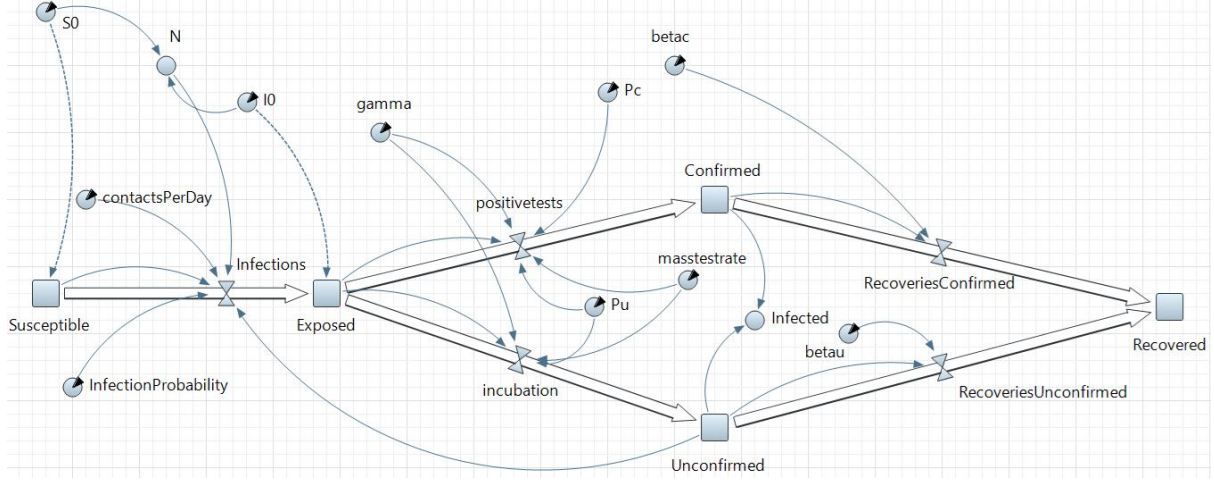 S0
N
betac
I0
Pc
gamma
Confirmed
contactsPerDay
positivetests
masstestrate
Infections
RecoveriesConfirmed
Pu
Susceptible
Exposed
Infected
betau
Recovered
InfectionProbability
incubation
RecoveriesUnconfirmed
Unconfirmed